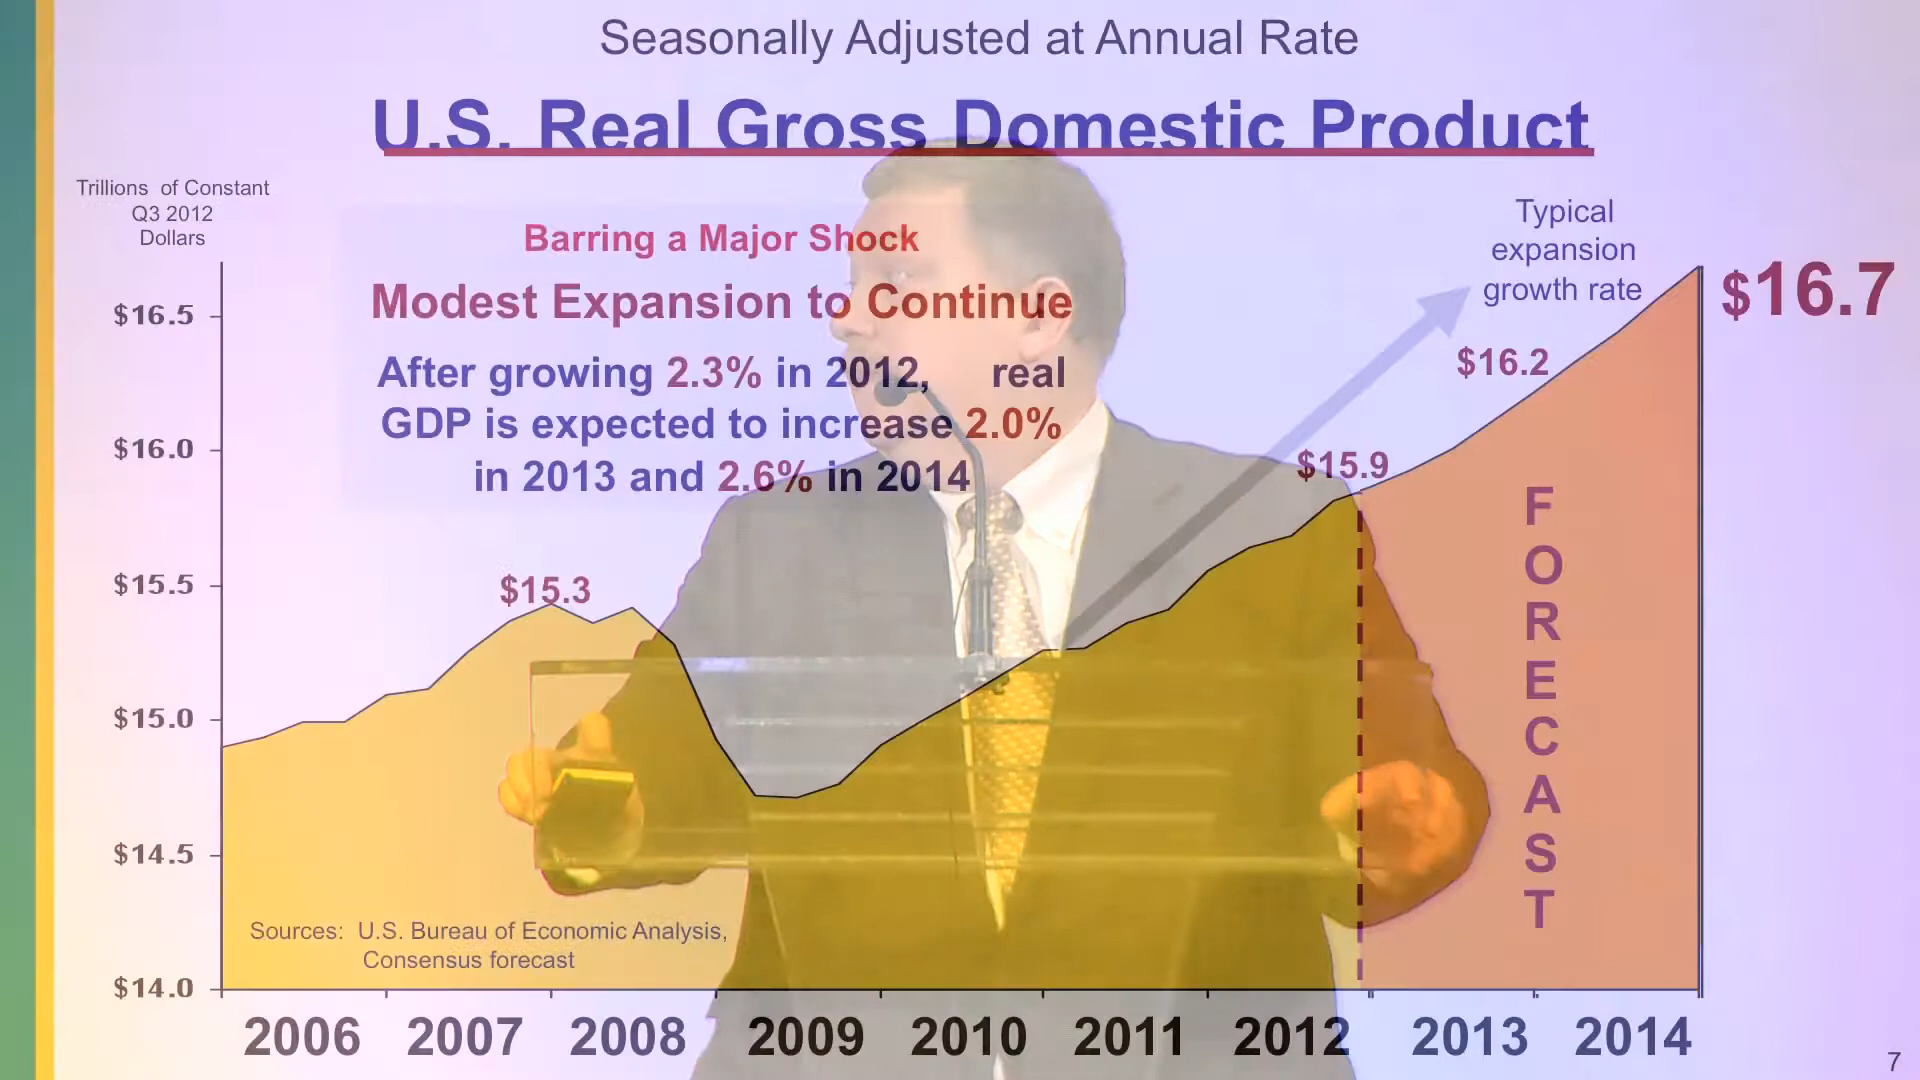 Seasonally Adjusted at Annual Rate
U.S. Real Gross Domestic Product
Trillions of Constant
Q3 2012
Dollars
Barring a Major Shock
Modest Expansion to Continue
After growing 2.3% in 2012, real
GDP is expected to increase 2.0%
in 2013 and 2.6% in 2014
Typical
expansion
growth rate
$16.7
$16.2
$15.9
$15.3
$16.5
$16.0
$15.5
$15.0
$14.5
$14.0
F
O
R
E
C
A
S
T
Sources: U.S. Bureau of Economic Analysis,
Consensus forecast
2006 2007 2008 2009 2010 2011 2012 2013 2014
7